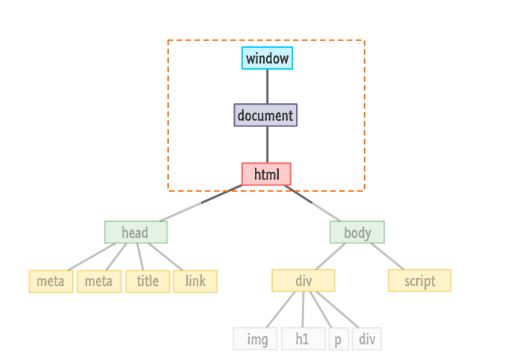 window
document
html
head body
meta meta title link div script
img h1 p div